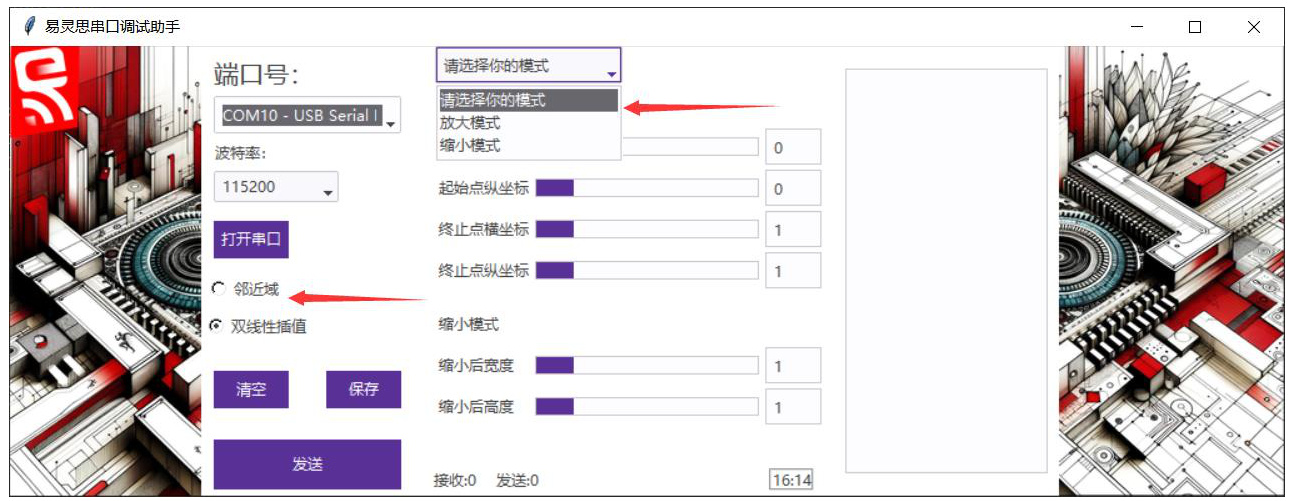 易灵思串口调试助手
端口号：
COM10 - USB Serial
波特率：
115200
打开串口
邻近域
双线性插值
清空
保存
发送
请选择你的模式
请选择你的模式
放大模式
缩小模式
0
起始点纵坐标
0
终止点横坐标
1
终止点纵坐标
1
缩小模式
缩小后宽度
1
缩小后高度
1
接收:0 发送:0
16:14